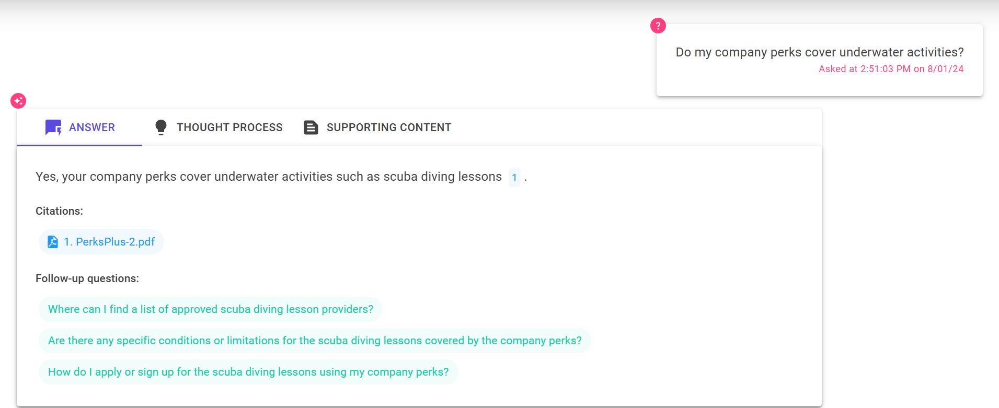 ?
Do my company perks cover underwater activities?
Asked at 2:51:03 PM on 8/01/24
ANSWER
THOUGHT PROCESS
SUPPORTING CONTENT
Yes, your company perks cover underwater activities such as scuba diving lessons 1 .
Citations:
1. PerksPlus-2.pdf
Follow-up questions:
Where can I find a list of approved scuba diving lesson providers?
Are there any specific conditions or limitations for the scuba diving lessons covered by the company perks?
How do I apply or sign up for the scuba diving lessons using my company perks?